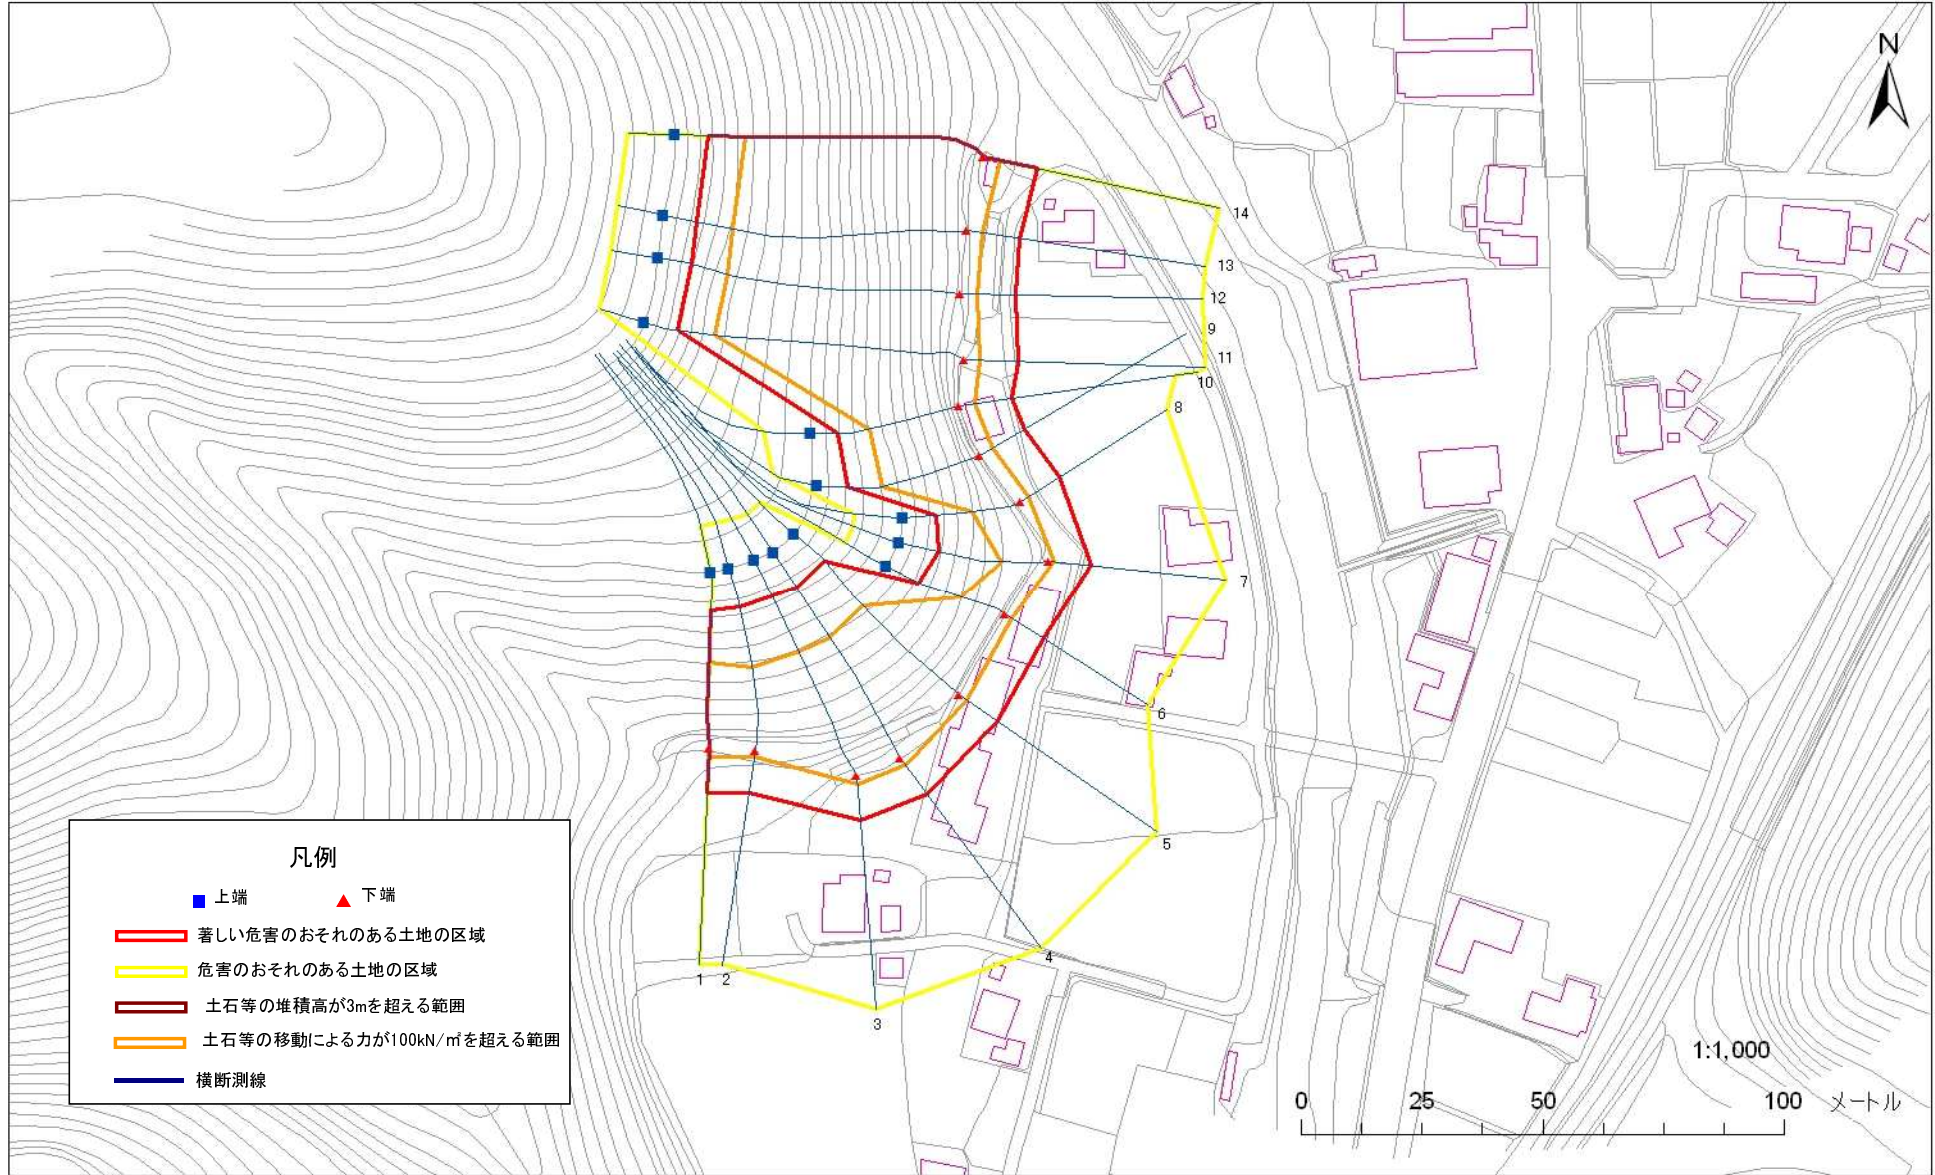 N
14
13
12
9
11
10
8
7
6
5
4
3
1 2
凡例
上端 下端
著しい危害のおそれのある土地の区域
危害のおそれのある土地の区域
土石等の堆積高が3mを超える範囲
土石等の移動による力が100kN/㎡を超える範囲
横断測線
1:1,000
0 25 50 100 メートル